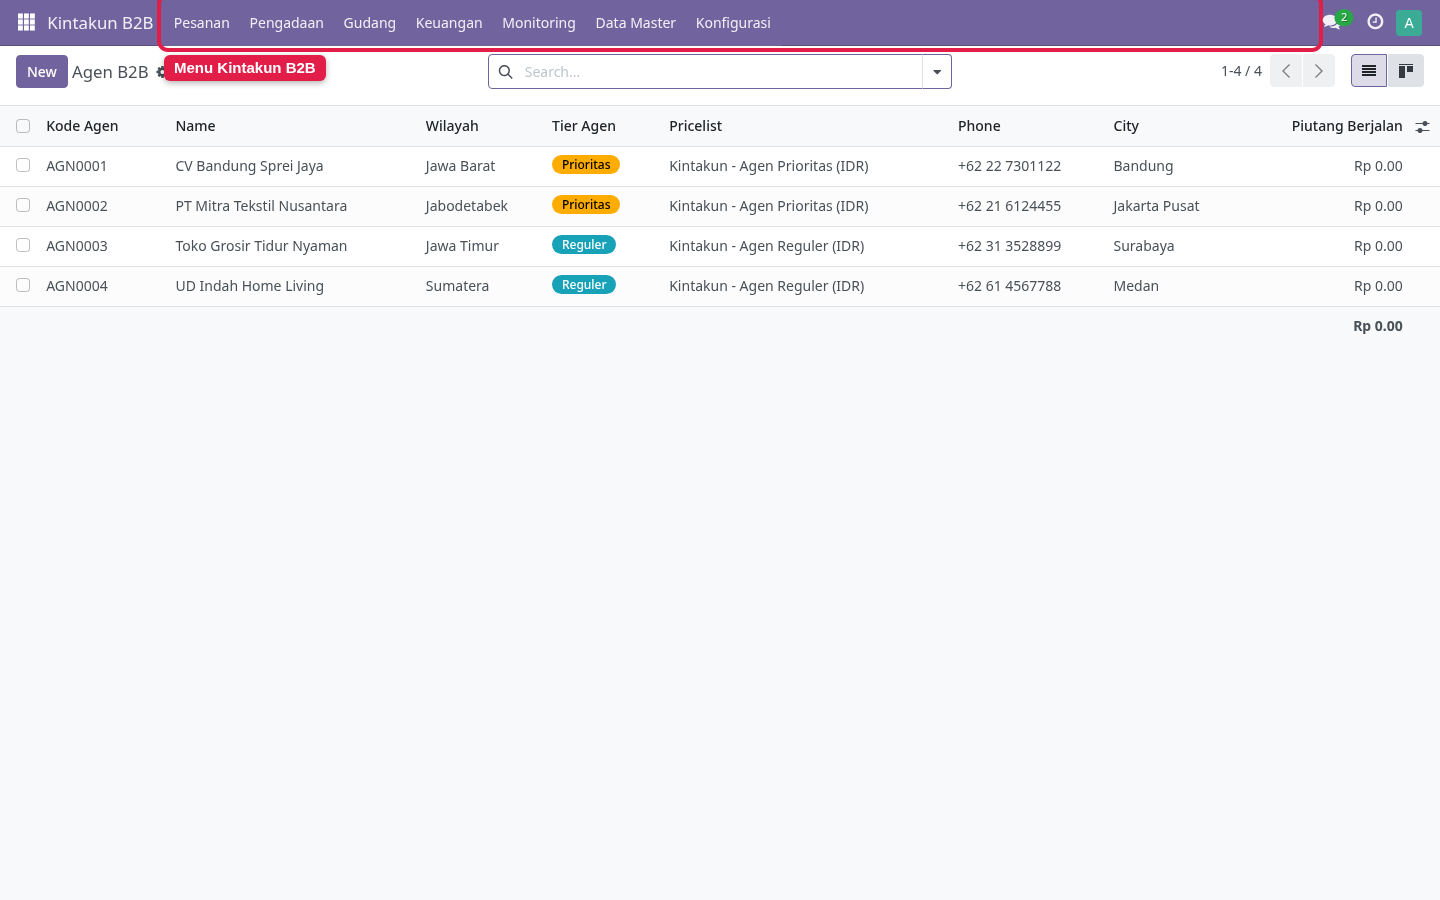 Kintakun B2B Pesanan Pengadaan Gudang Keuangan Monitoring Data Master Konfigurasi 2 A
New Agen B2B Menu Kintakun B2B Search... 1-4 / 4
Kode Agen Name Wilayah Tier Agen Pricelist Phone City Piutang Berjalan
AGN0001 CV Bandung Sprei Jaya Jawa Barat Prioritas Kintakun - Agen Prioritas (IDR) +62 22 7301122 Bandung Rp 0.00
AGN0002 PT Mitra Tekstil Nusantara Jabodetabek Prioritas Kintakun - Agen Prioritas (IDR) +62 21 6124455 Jakarta Pusat Rp 0.00
AGN0003 Toko Grosir Tidur Nyaman Jawa Timur Reguler Kintakun - Agen Reguler (IDR) +62 31 3528899 Surabaya Rp 0.00
AGN0004 UD Indah Home Living Sumatera Reguler Kintakun - Agen Reguler (IDR) +62 61 4567788 Medan Rp 0.00
Rp 0.00